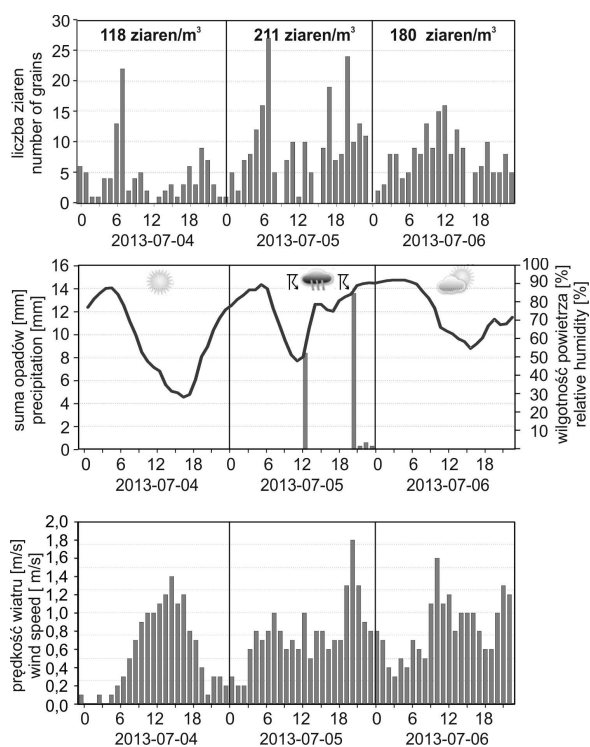 118 ziaren/m³ 211 ziaren/m³ 180 ziaren/m³
liczba ziaren
number of grains
30
25
20
15
10
5
0
0 6 12 18 0 6 12 18 0 6 12 18
2013-07-04 2013-07-05 2013-07-06
suma opadów [mm]
precipitation [mm]
16
14
12
10
8
6
4
2
0
100
90
80
70
60
50
40
30
20
10
0
wilgotność powietrza [%]
relative humidity [%]
0 6 12 18 0 6 12 18 0 6 12 18
2013-07-04 2013-07-05 2013-07-06
prędkość wiatru [m/s]
wind speed [ m/s]
2,0
1,8
1,6
1,4
1,2
1,0
0,8
0,6
0,4
0,2
0,0
0 6 12 18 0 6 12 18 0 6 12 18
2013-07-04 2013-07-05 2013-07-06